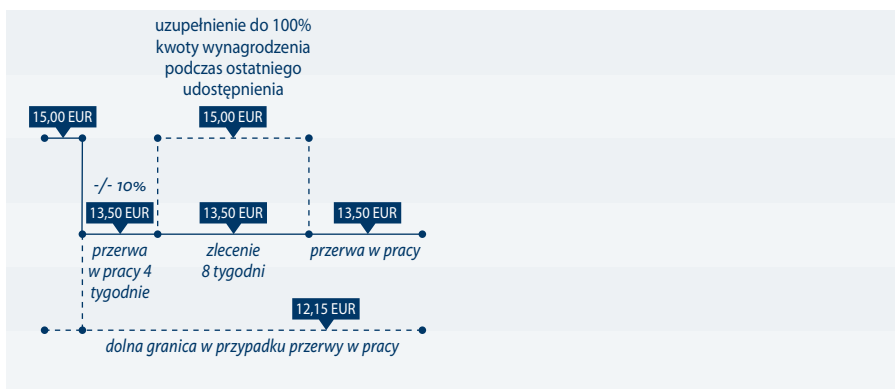 uzupełnienie do 100%
kwoty wynagrodzenia
podczas ostatniego
udostępnienia
15,00 EUR
15,00 EUR
-/- 10%
13,50 EUR
13,50 EUR
13,50 EUR
przerwa
w pracy 4
tygodnie
zlecenie
8 tygodni
przerwa w pracy
12,15 EUR
dolna granica w przypadku przerwy w pracy